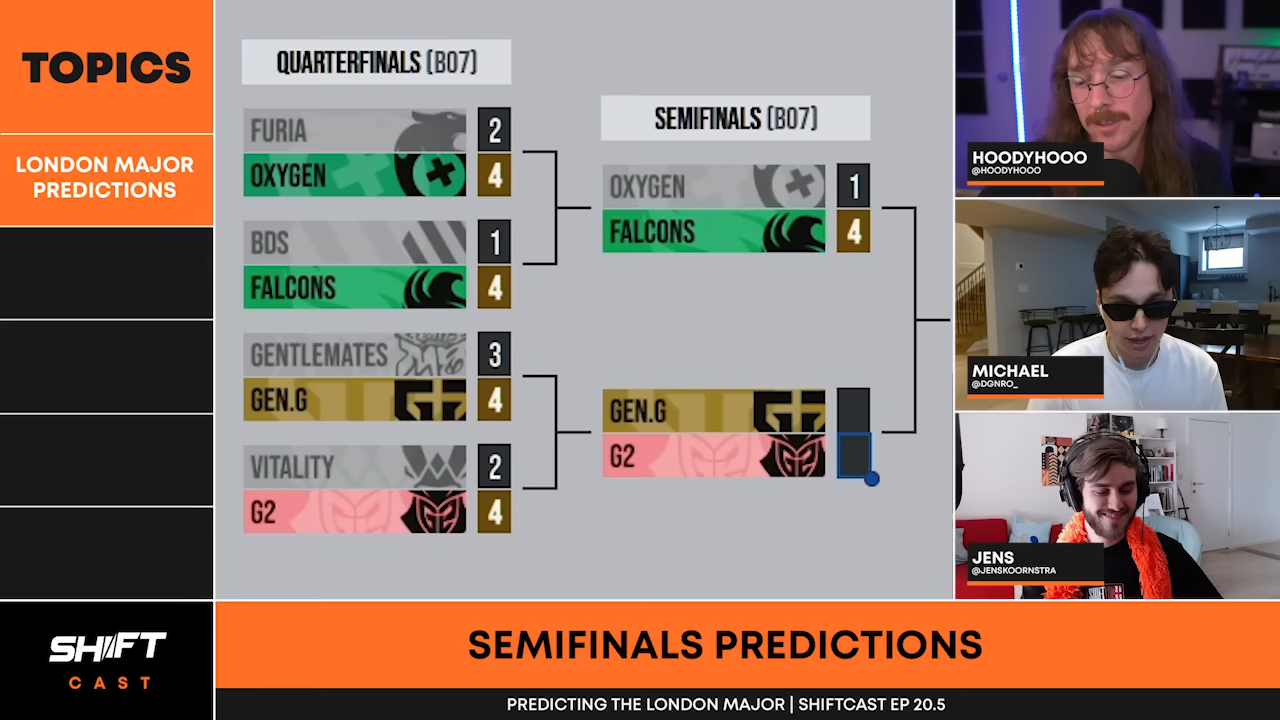 TOPICS
LONDON MAJOR
PREDICTIONS
SHIFT
CAST
QUARTERFINALS (BO7)
FURIA 2
OXYGEN 4
BDS 1
FALCONS 4
GENTLEMATES 3
GEN.G 4
VITALITY 2
G2 4
SEMIFINALS (BO7)
OXYGEN 1
FALCONS 4
GEN.G
G2
HOODYHOOO
@HOODYHOOO
MICHAEL
@DGNRO_
JENS
@JENSKOORNSTRA
SEMIFINALS PREDICTIONS
PREDICTING THE LONDON MAJOR | SHIFTCAST EP 20.5